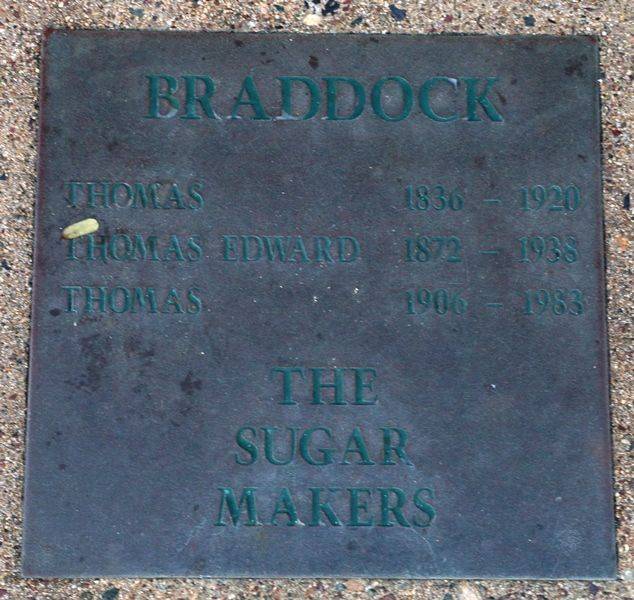 BRADDOCK
THOMAS 1836 - 1920
THOMAS EDWARD 1872 - 1938
THOMAS 1906 - 1983
THE
SUGAR
MAKERS